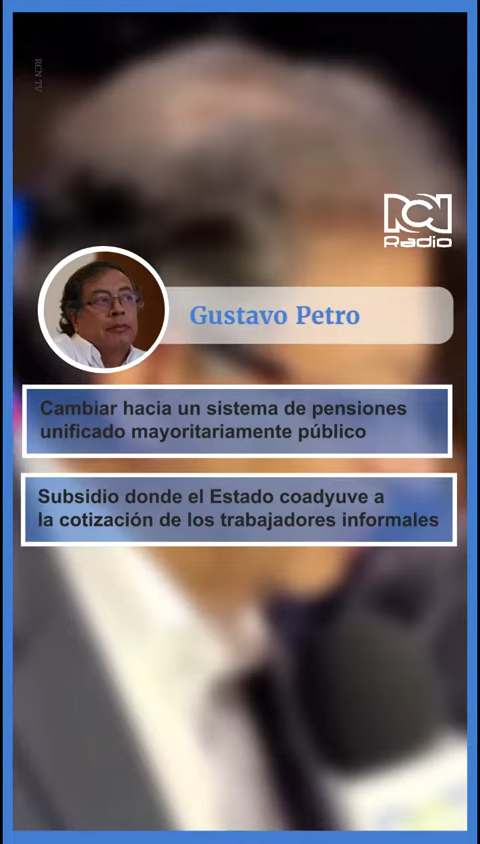 RCN TV
RCN
Radio
Gustavo Petro
Cambiar hacia un sistema de pensiones
unificado mayoritariamente público
Subsidio donde el Estado coadyuve a
la cotización de los trabajadores informales